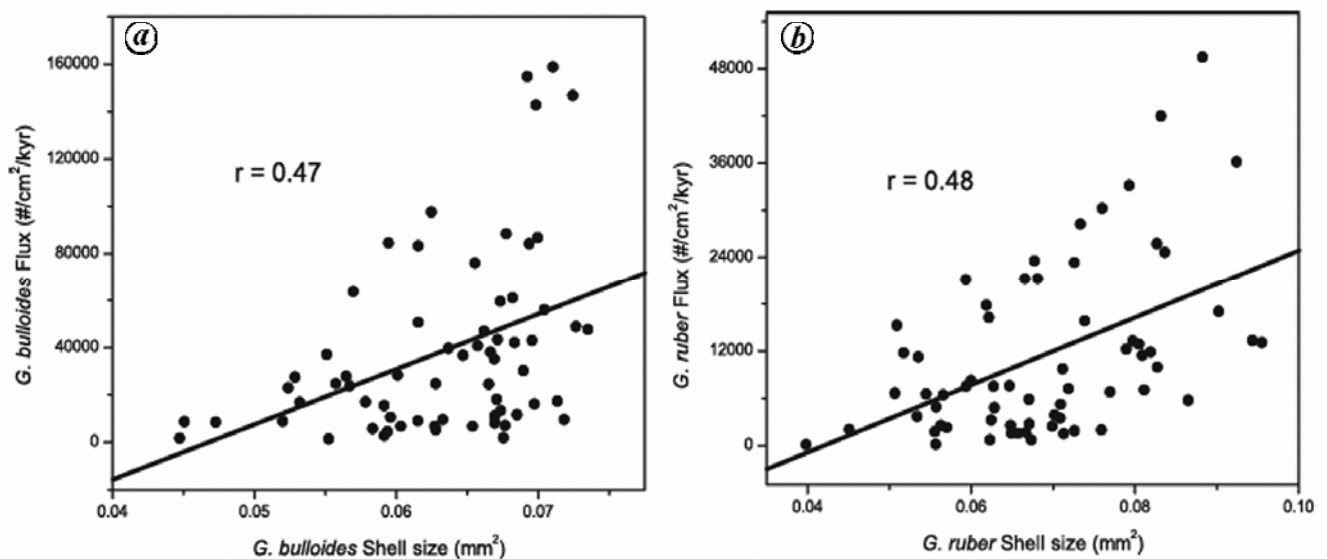 a
G. bulloides Flux (#/cm²/kyr)
160000
120000
80000
40000
0
r = 0.47
0.04 0.05 0.06 0.07
G. bulloides Shell size (mm²)
b
G. ruber Flux (#/cm²/kyr)
48000
36000
24000
12000
0
r = 0.48
0.04 0.06 0.08 0.10
G. ruber Shell size (mm²)